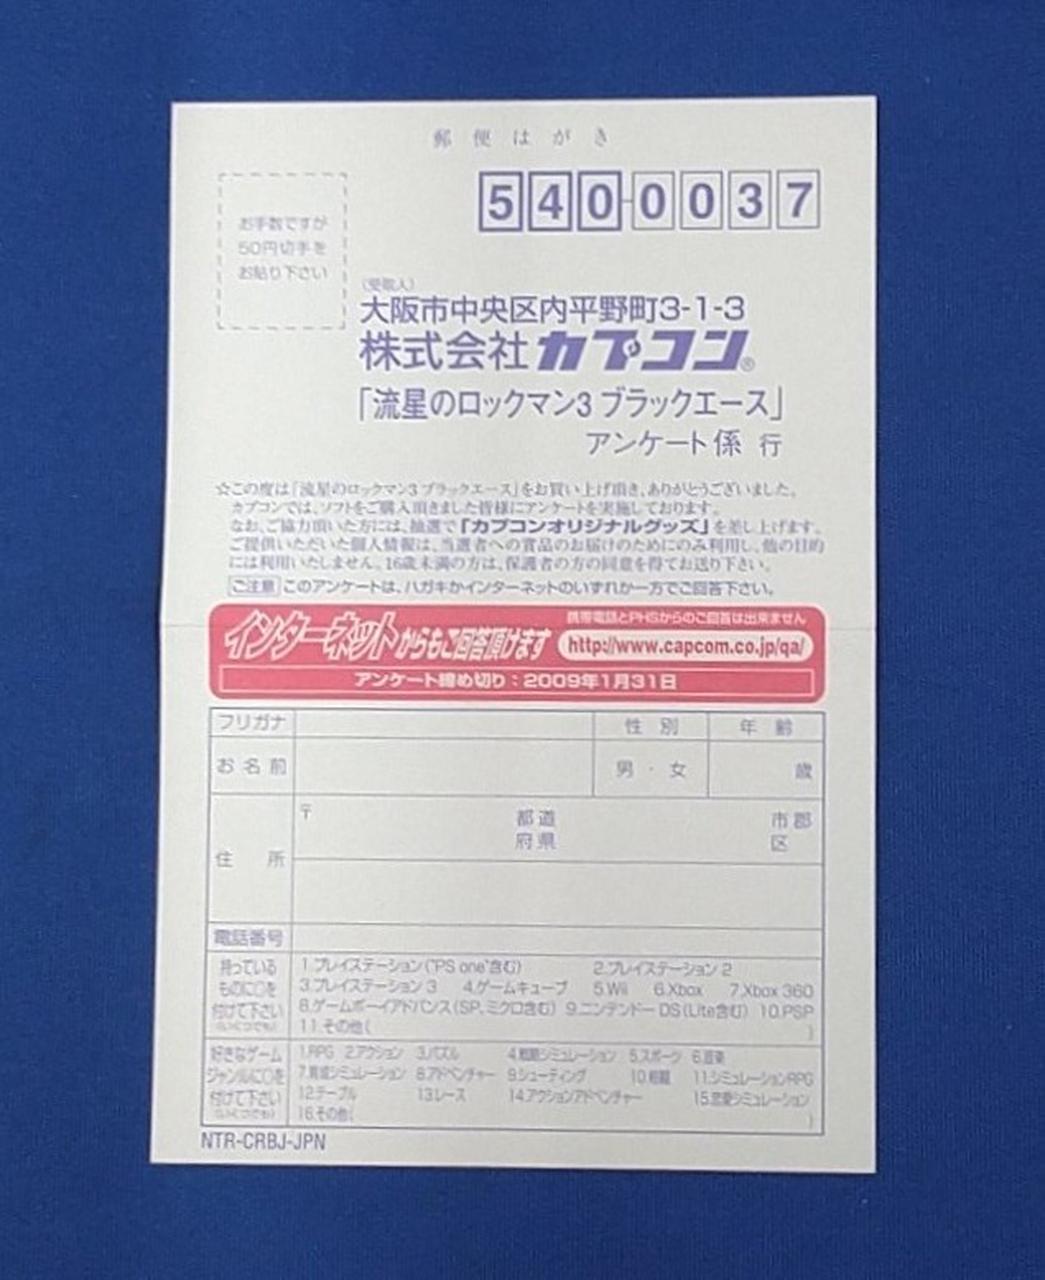 郵便はがき
540-0037
お手数ですが
50円切手を
お貼り下さい
(受取人)
大阪市中央区内平野町3-1-3
株式会社カプコン®
「流星のロックマン3 ブラックエース」
アンケート係 行
☆この度は「流星のロックマン3 ブラックエース」をお買い上げ頂き、ありがとうございました。
カプコンでは、ソフトをご購入頂きました皆様にアンケートを実施しております。
なお、ご協力頂いた方には、抽選で「カプコンオリジナルグッズ」を差し上げます。
ご提供いただいた個人情報は、当選者への賞品のお届けのためにのみ利用し、他の目的
には利用いたしません。16歳未満の方は、保護者の方の同意を得てお送り下さい。
ご注意 このアンケートは、ハガキかインターネットのいずれか一方でご回答下さい。
インターネットからもご回答頂けます
携帯電話とPHSからのご回答は出来ません
http://www.capcom.co.jp/qa/
アンケート締め切り：2009年1月31日
フリガナ 性別 年齢
お名前 男・女 歳
住所 〒 都道 市郡
府県 区
電話番号
持っている
ものに○を
付けて下さい
(いくつでも)
1.プレイステーション("PS one"含む) 2.プレイステーション 2
3.プレイステーション 3 4.ゲームキューブ 5.Wii 6.Xbox 7.Xbox 360
8.ゲームボーイアドバンス(SP、ミクロ含む) 9.ニンテンドーDS(Lite含む) 10.PSP
11.その他( )
好きなゲーム
ジャンルに○を
付けて下さい
(いくつでも)
1.RPG 2.アクション 3.パズル 4.戦略シミュレーション 5.スポーツ 6.音楽
7.育成シミュレーション 8.アドベンチャー 9.シューティング 10.格闘 11.シミュレーションRPG
12.テーブル 13.レース 14.アクションアドベンチャー 15.恋愛シミュレーション
16.その他( )
NTR-CRBJ-JPN